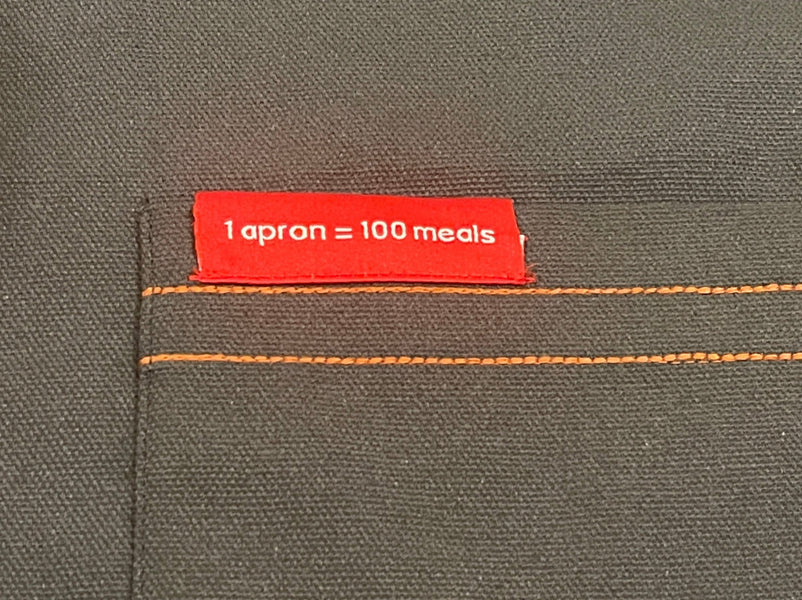 1 apron = 100 meals